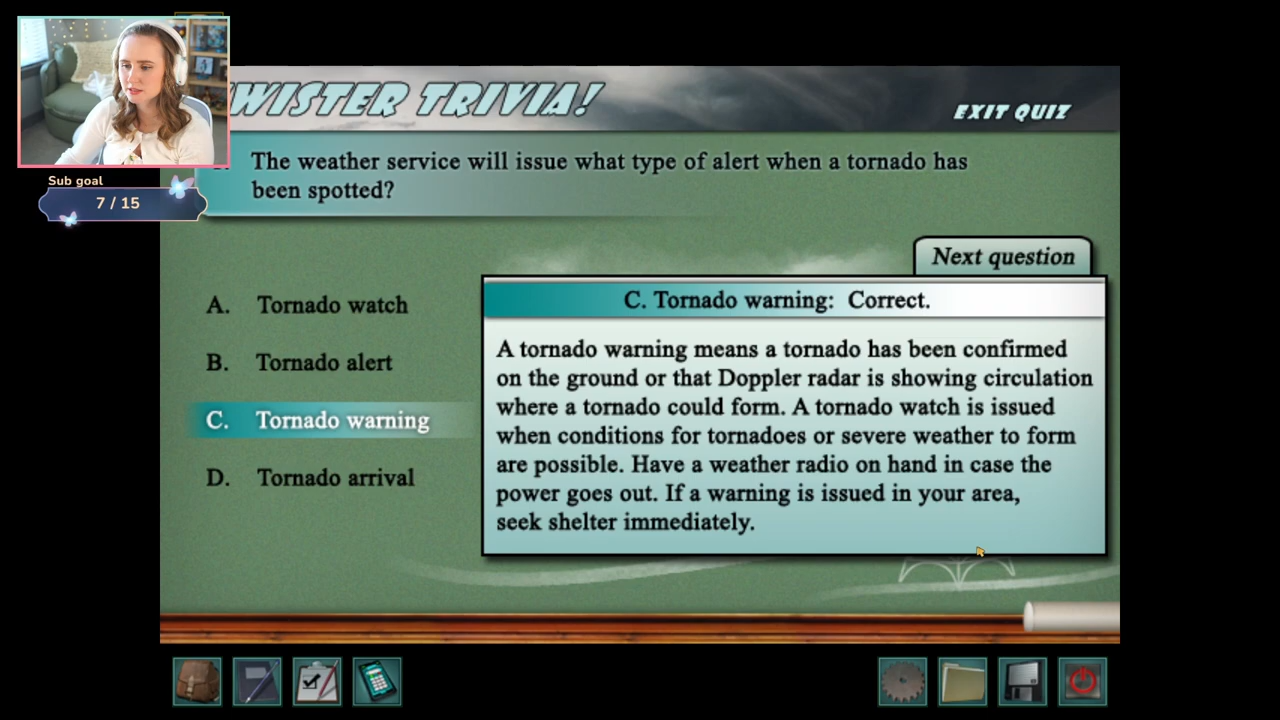 WISTER TRIVIA!
EXIT QUIZ
The weather service will issue what type of alert when a tornado has
been spotted?
Sub goal
7 / 15
Next question
A. Tornado watch
B. Tornado alert
C. Tornado warning
D. Tornado arrival
C. Tornado warning: Correct.
A tornado warning means a tornado has been confirmed
on the ground or that Doppler radar is showing circulation
where a tornado could form. A tornado watch is issued
when conditions for tornadoes or severe weather to form
are possible. Have a weather radio on hand in case the
power goes out. If a warning is issued in your area,
seek shelter immediately.